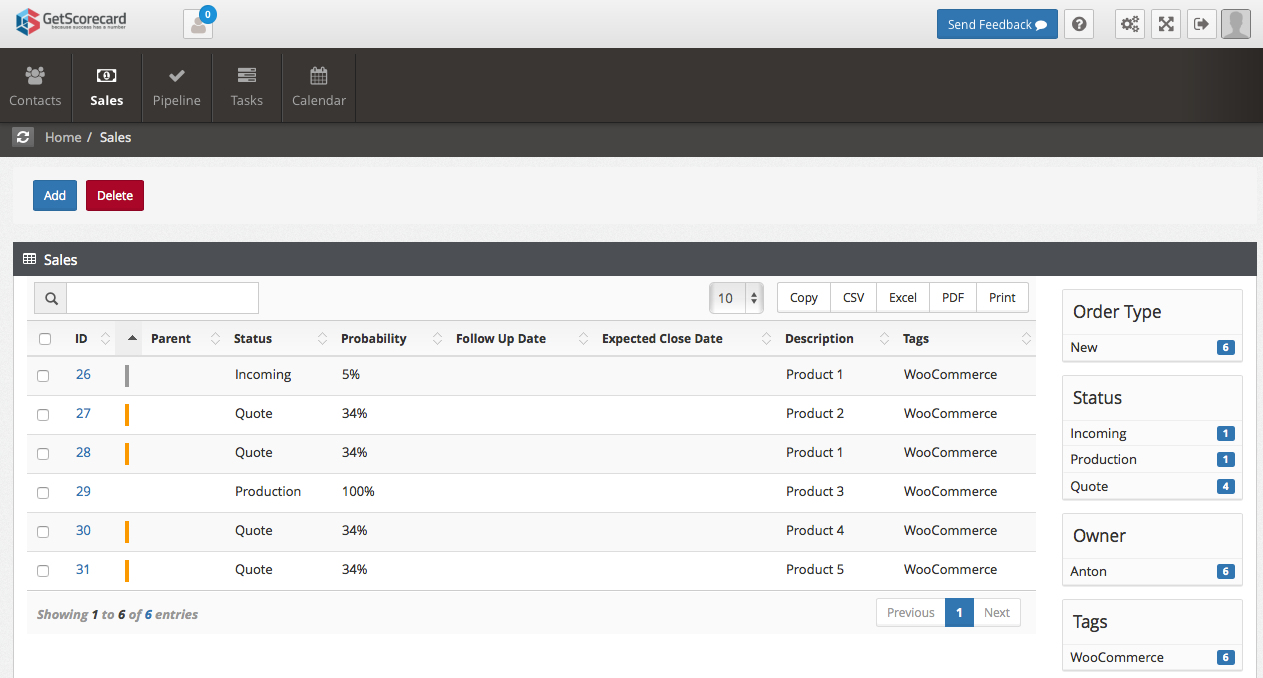 GetScorecard
because success has a number
0
Send Feedback
Contacts
Sales
Pipeline
Tasks
Calendar
Home / Sales
Add
Delete
Sales
10
Copy
CSV
Excel
PDF
Print
ID Parent Status Probability Follow Up Date Expected Close Date Description Tags
26 Incoming 5% Product 1 WooCommerce
27 Quote 34% Product 2 WooCommerce
28 Quote 34% Product 1 WooCommerce
29 Production 100% Product 3 WooCommerce
30 Quote 34% Product 4 WooCommerce
31 Quote 34% Product 5 WooCommerce
Showing 1 to 6 of 6 entries
Previous 1 Next
Order Type
New 6
Status
Incoming 1
Production 1
Quote 4
Owner
Anton 6
Tags
WooCommerce 6